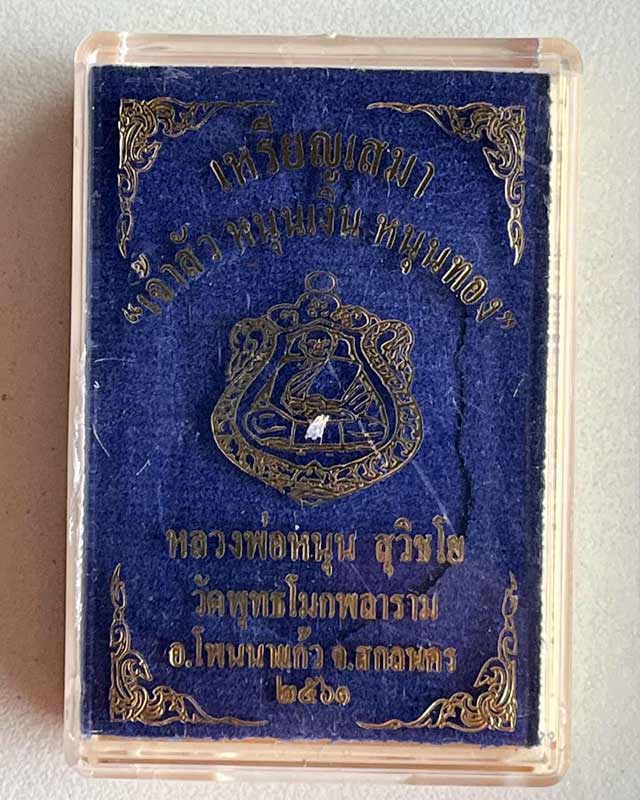 เหรียญเสมา
"เจ้าสัว หนุนเงิน หนุนทอง"
หลวงพ่อหนุน สุวิชโย
วัดพุทธโมกพลาราม
อ.โพนนาแก้ว จ.สกลนคร
๒๕๖๑